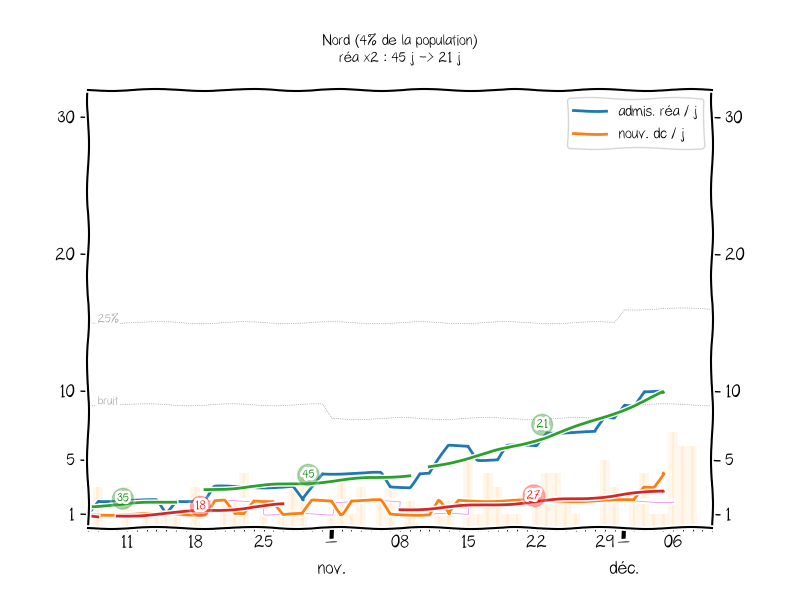 Nord (4% de la population)
réa x2 : 45 j -> 21 j
admis. réa / j
nouv. dc / j
30 30
20 20
25%
10 10
bruit
21
5 5
45
35
18
27
1 1
11 18 25 08 15 22 29 06
nov. déc.